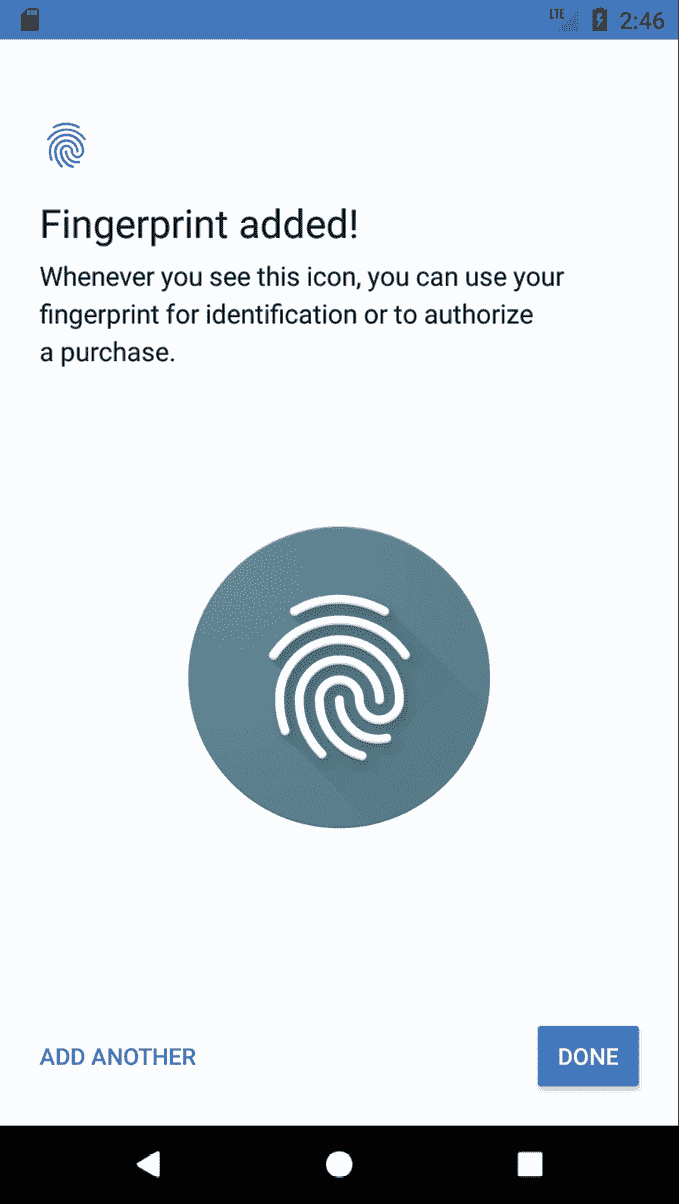 LTE 2:46
Fingerprint added!
Whenever you see this icon, you can use your
fingerprint for identification or to authorize
a purchase.
ADD ANOTHER
DONE